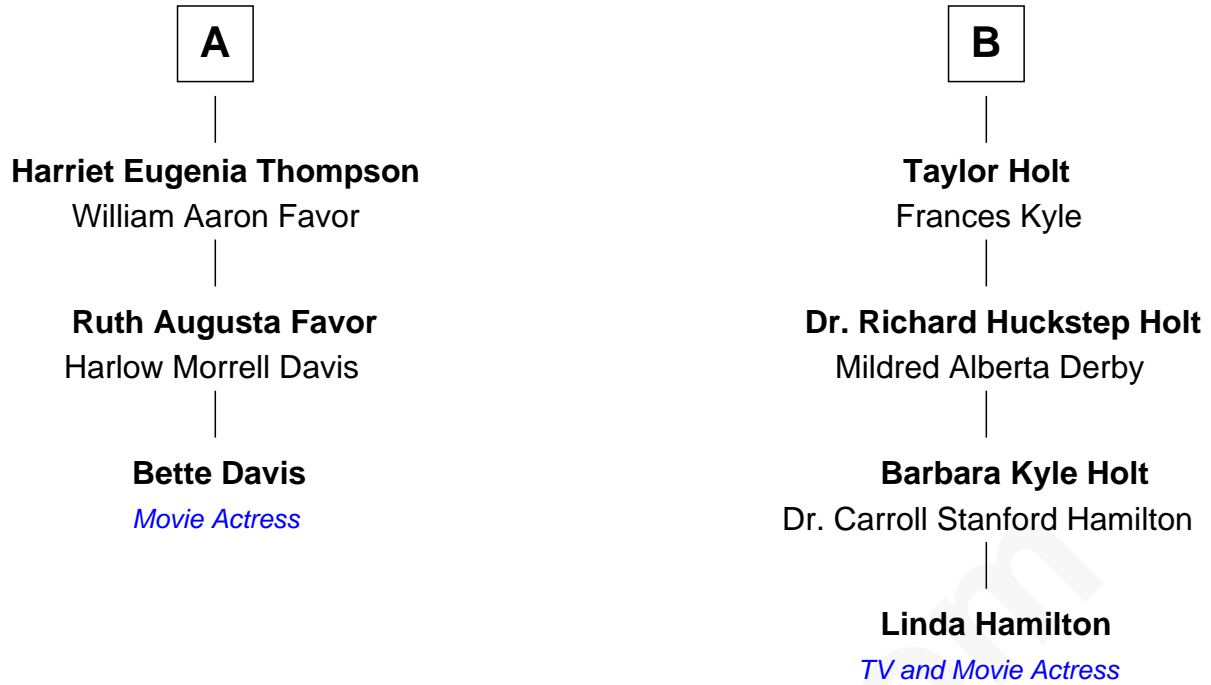 A
Harriet Eugenia Thompson
William Aaron Favor
Ruth Augusta Favor
Harlow Morrell Davis
Bette Davis
Movie Actress
B
Taylor Holt
Frances Kyle
Dr. Richard Huckstep Holt
Mildred Alberta Derby
Barbara Kyle Holt
Dr. Carroll Stanford Hamilton
Linda Hamilton
TV and Movie Actress